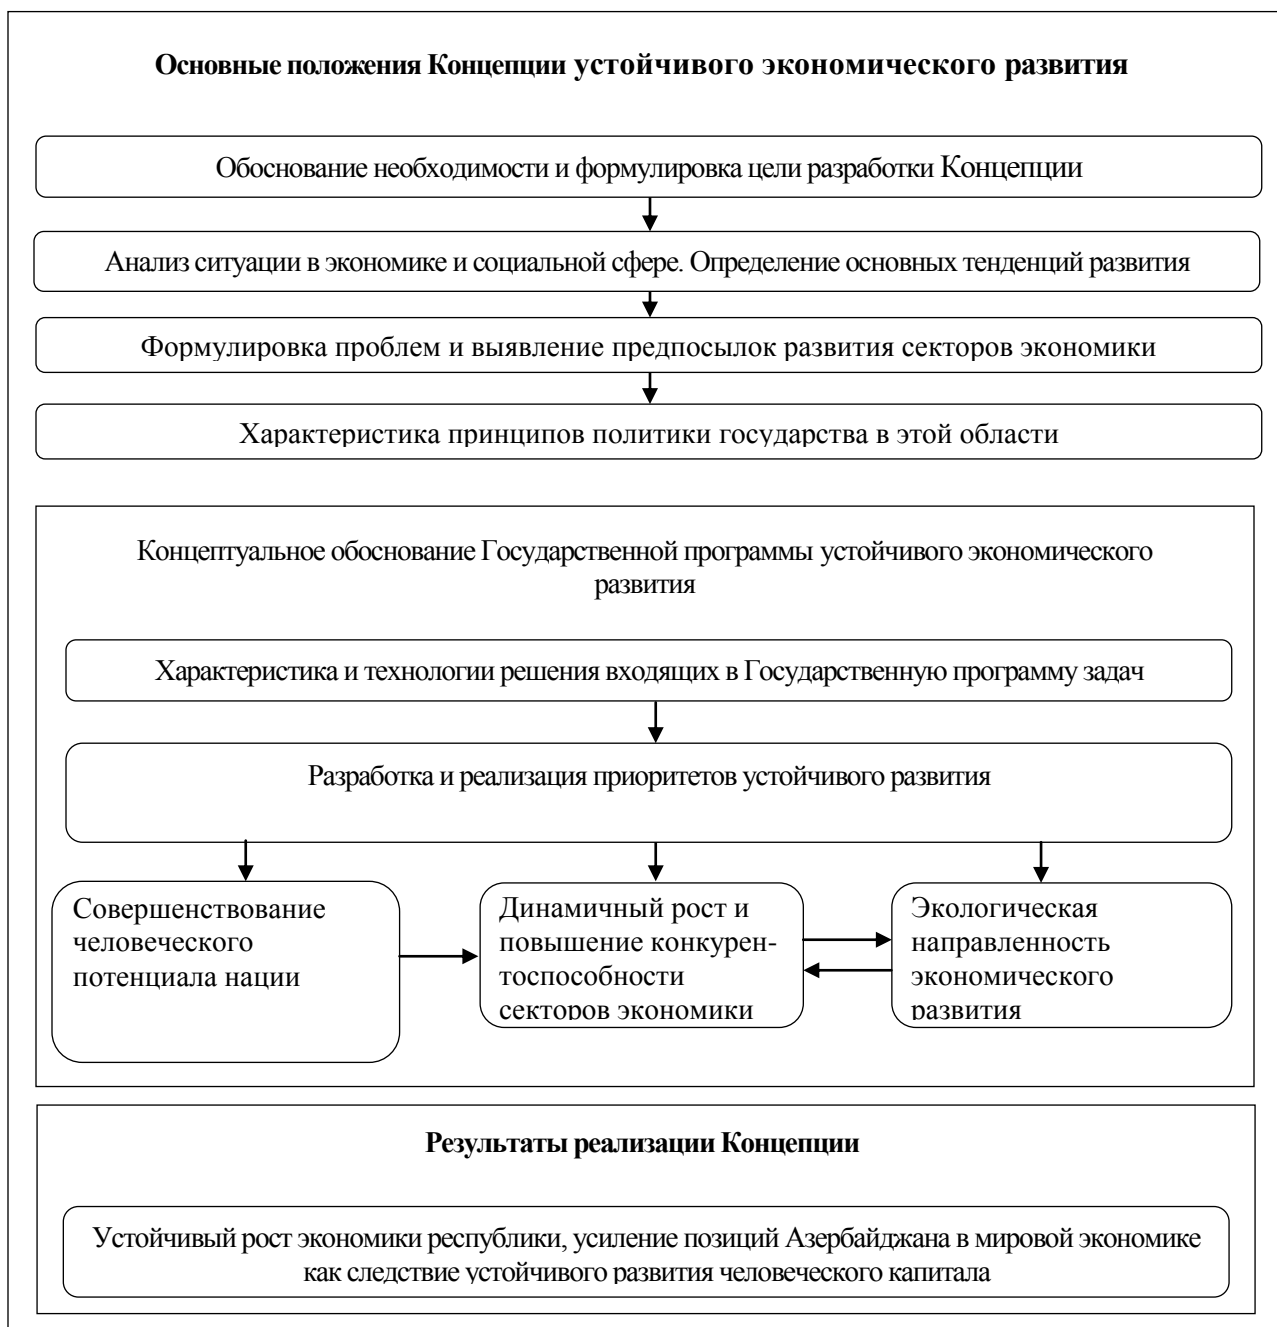 Основные положения Концепции устойчивого экономического развития
Обоснование необходимости и формулировка цели разработки Концепции
Анализ ситуации в экономике и социальной сфере. Определение основных тенденций развития
Формулировка проблем и выявление предпосылок развития секторов экономики
Характеристика принципов политики государства в этой области
Концептуальное обоснование Государственной программы устойчивого экономического
развития
Характеристика и технологии решения входящих в Государственную программу задач
Разработка и реализация приоритетов устойчивого развития
Совершенствование
человеческого
потенциала нации
Динамичный рост и
повышение конкурен-
тоспособности
секторов экономики
Экологическая
направленность
экономического
развития
Результаты реализации Концепции
Устойчивый рост экономики республики, усиление позиций Азербайджана в мировой экономике
как следствие устойчивого развития человеческого капитала